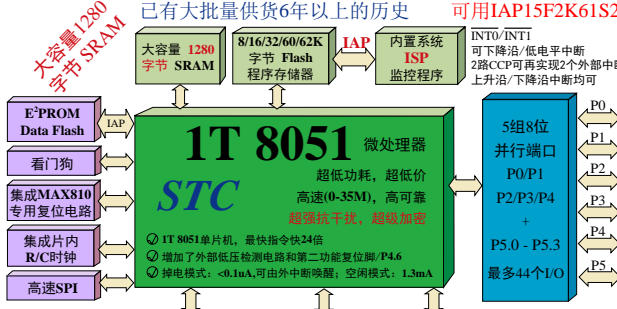 已有大批量供货6年以上的历史
可用IAP15F2K61S2
大容量1280
字节 SRAM
大容量 1280
字节 SRAM
8/16/32/60/62K
字节 Flash
程序存储器
IAP
内置系统
ISP
监控程序
INT0/INT1
可下降沿/低电平中断
2路CCP可再实现2个外部中断
上升沿/下降沿中断均可
E²PROM
Data Flash
IAP
看门狗
集成MAX810
专用复位电路
集成片内
R/C时钟
高速SPI
1T 8051 微处理器
STC
超低功耗，超低价
高速(0-35M)，高可靠
超强抗干扰，超级加密
1T 8051单片机，最快指令快24倍
增加了外部低压检测电路和第二功能复位脚/P4.6
掉电模式：<0.1uA,可由外中断唤醒；空闲模式：1.3mA
5组8位
并行端口
P0/P1
P2/P3/P4
+
P5.0 - P5.3
最多44个I/O
P0
P1
P2
P3
P4
P5